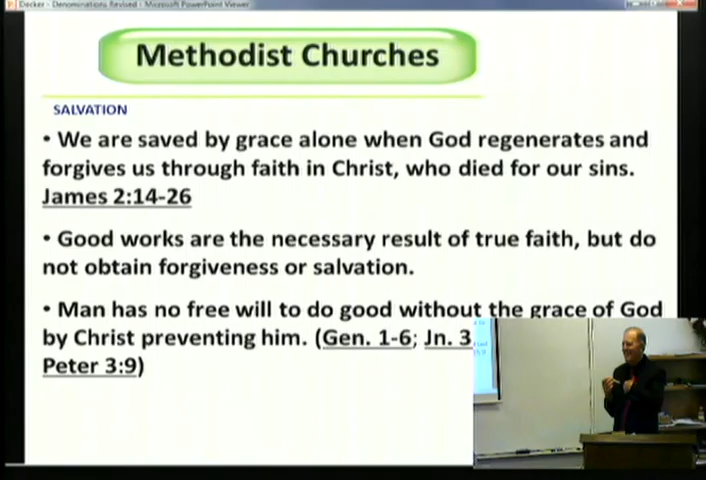 Decker - Denominations Revised - Microsoft PowerPoint Viewer
Methodist Churches
SALVATION
• We are saved by grace alone when God regenerates and
forgives us through faith in Christ, who died for our sins.
James 2:14-26
• Good works are the necessary result of true faith, but do
not obtain forgiveness or salvation.
• Man has no free will to do good without the grace of God
by Christ preventing him. (Gen. 1-6; Jn. 3
Peter 3:9)